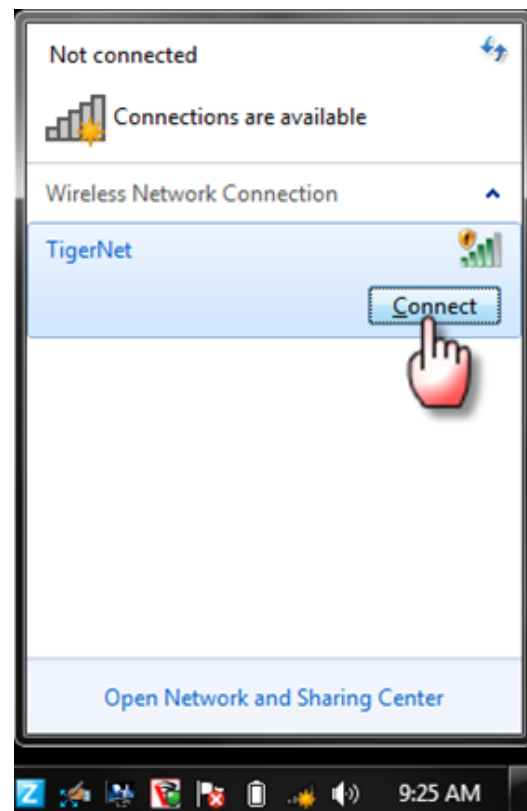 Not connected
Connections are available
Wireless Network Connection
TigerNet
Connect
Open Network and Sharing Center
Z
9:25 AM